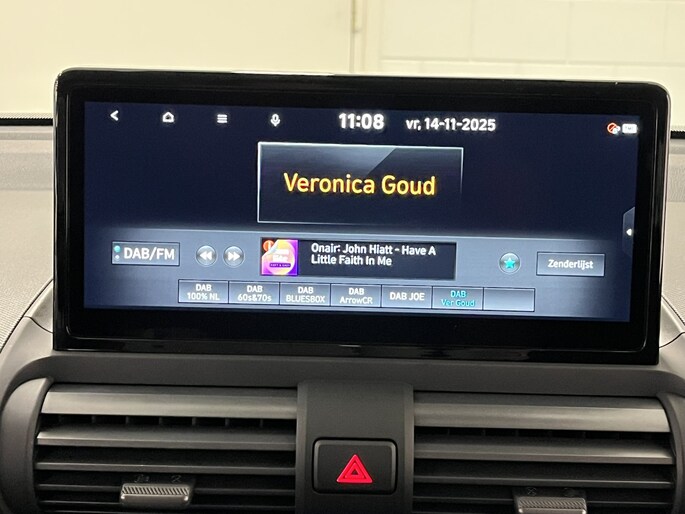 11:08 vr, 14-11-2025
Veronica Goud
DAB/FM
Onair: John Hiatt - Have A
Little Faith In Me
Zenderlijst
DAB
100% NL
DAB
60s&70s
DAB
BLUESBOX
DAB
ArrowCR
DAB JOE
DAB
Ver.Goud